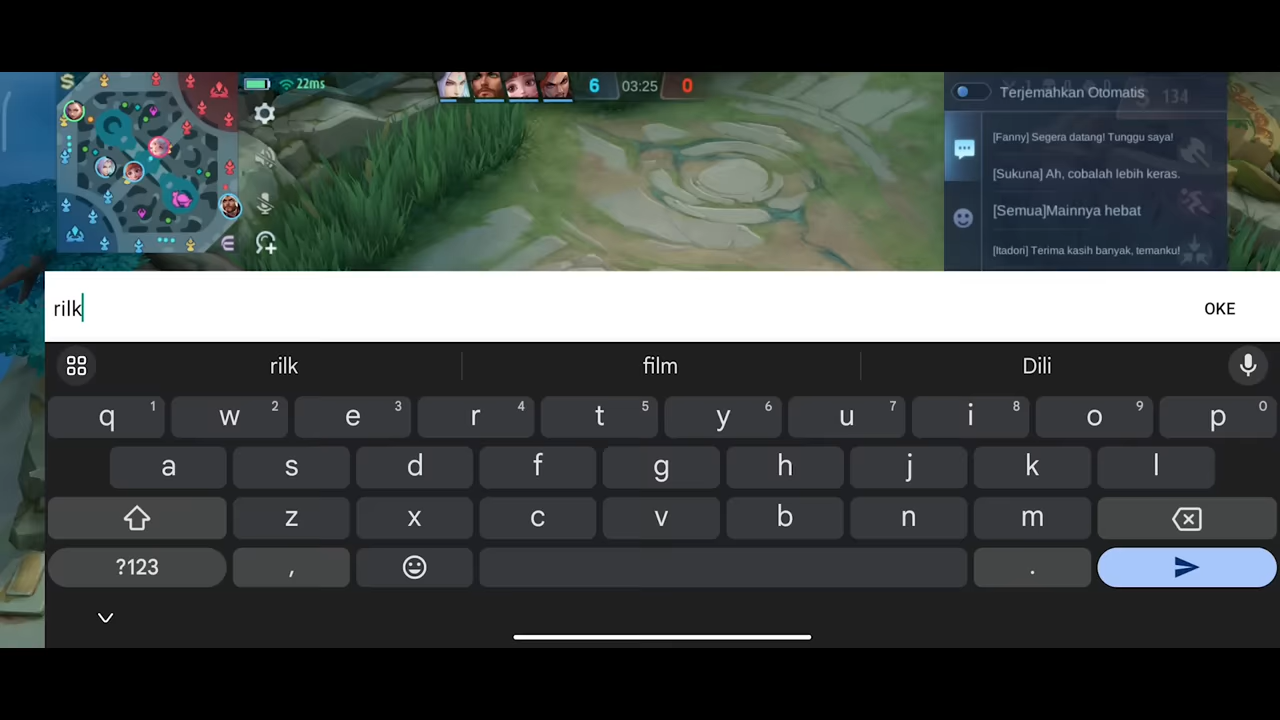 22ms
6 03:25 0
Terjemahkan Otomatis
134
[Fanny] Segera datang! Tunggu saya!
[Sukuna] Ah, cobalah lebih keras.
[Semua]Mainnya hebat
[Itadori] Terima kasih banyak, temanku!
rilk
OKE
rilk film Dili
q 1 w 2 e 3 r 4 t 5 y 6 u 7 i 8 o 9 p 0
a s d f g h j k l
z x c v b n m
?123 , .